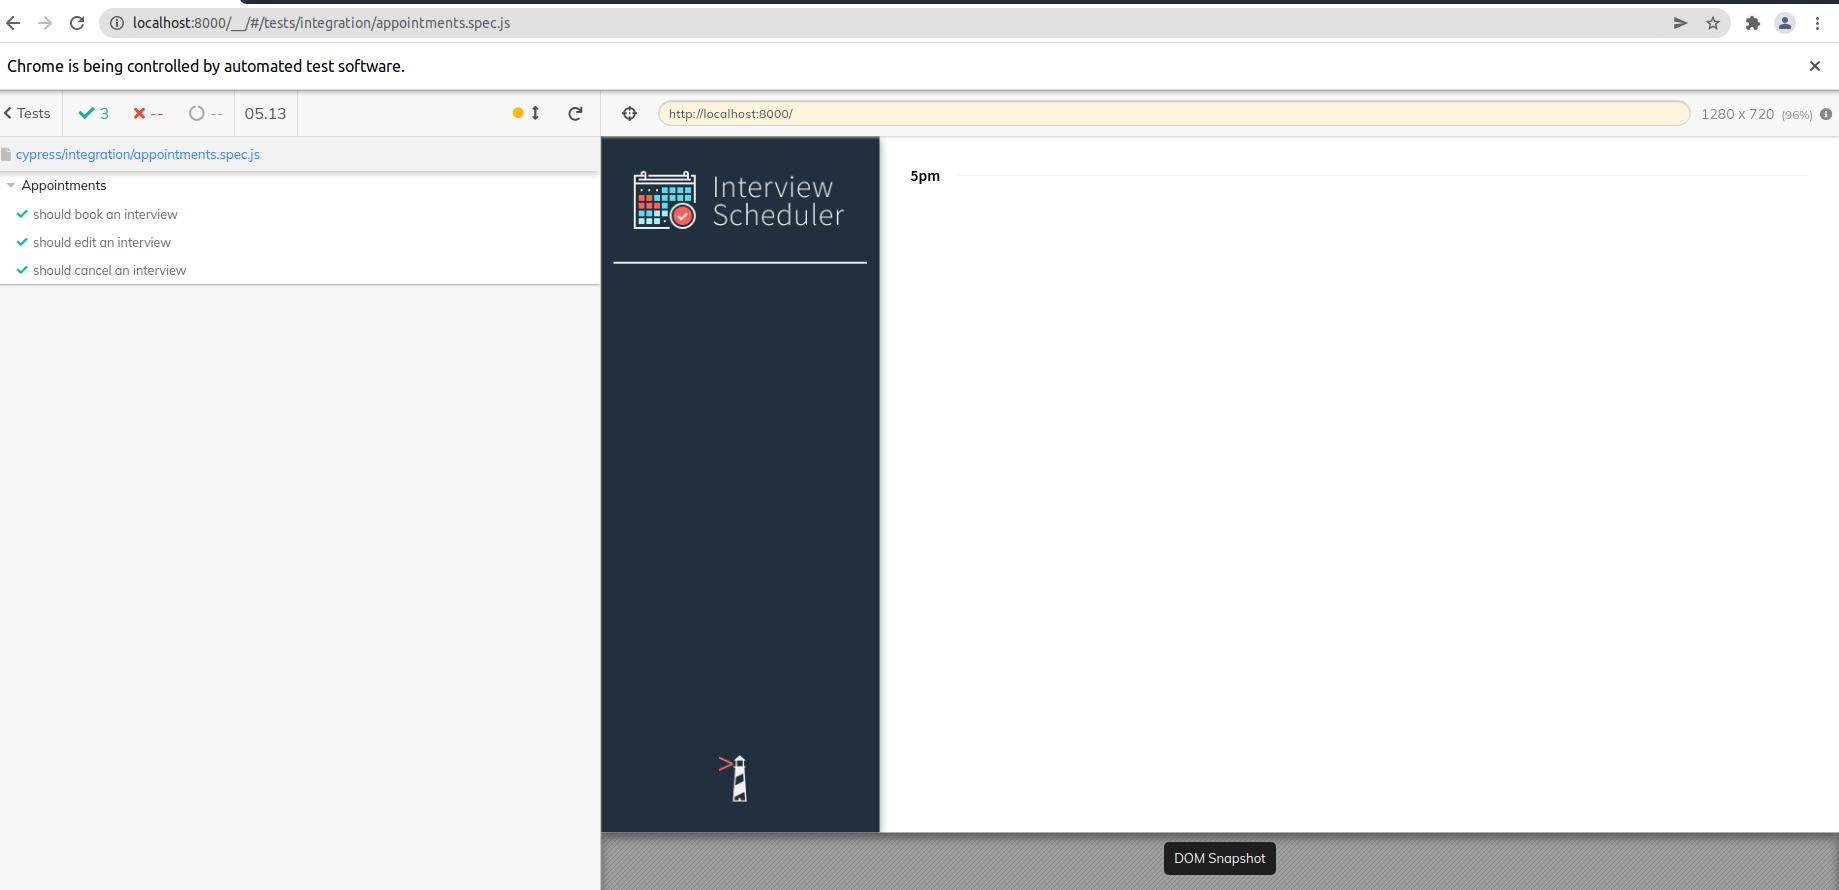 localhost:8000/__/#/tests/integration/appointments.spec.js
Chrome is being controlled by automated test software.
Tests 3 -- -- 05.13
http://localhost:8000/ 1280 x 720 (96%)
cypress/integration/appointments.spec.js
Appointments
should book an interview
should edit an interview
should cancel an interview
Interview
Scheduler
5pm
DOM Snapshot